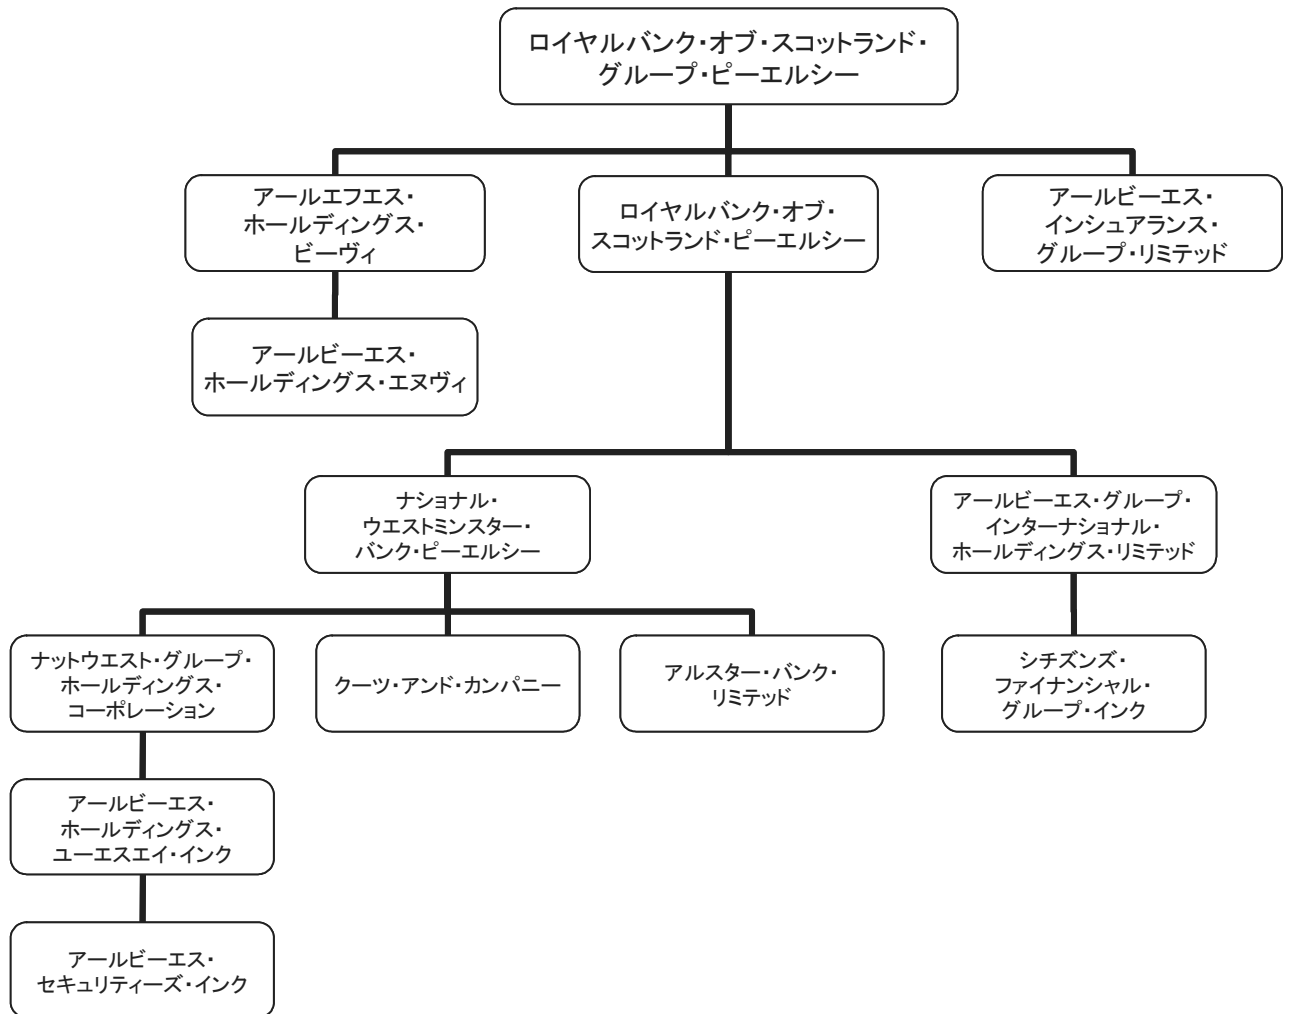 ロイヤルバンク・オブ・スコットランド・
グループ・ピーエルシー
アールエフエス・
ホールディングス・
ビーヴィ
ロイヤルバンク・オブ・
スコットランド・ピーエルシー
アールビーエス・
インシュアランス・
グループ・リミテッド
アールビーエス・
ホールディングス・エヌヴィ
ナショナル・
ウエストミンスター・
バンク・ピーエルシー
アールビーエス・グループ・
インターナショナル・
ホールディングス・リミテッド
ナットウエスト・グループ・
ホールディングス・
コーポレーション
クーツ・アンド・カンパニー
アルスター・バンク・
リミテッド
シチズンズ・
ファイナンシャル・
グループ・インク
アールビーエス・
ホールディングス・
ユーエスエイ・インク
アールビーエス・
セキュリティーズ・インク